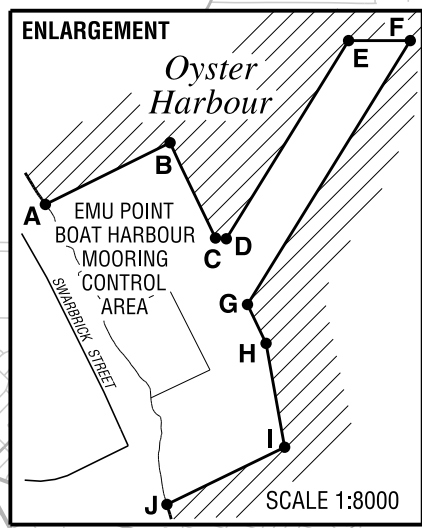 ENLARGEMENT
F
E
Oyster
Harbour
B
A
EMU POINT
BOAT HARBOUR
MOORING
CONTROL
AREA
C
D
SWARBRICK STREET
G
H
I
J
SCALE 1:8000